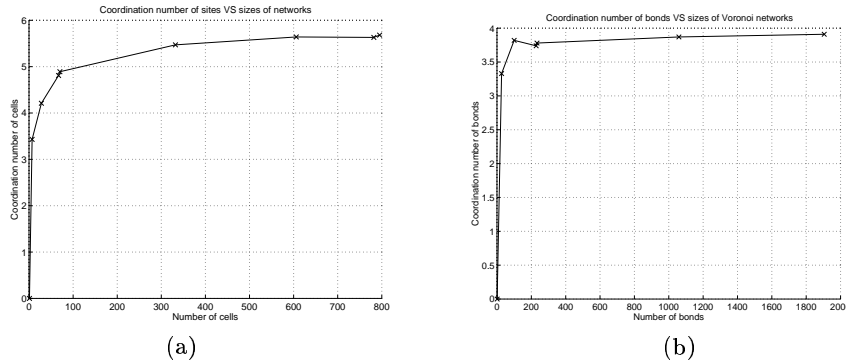 Coordination number of sites VS sizes of networks
6
5
4
3
2
1
0
Coordination number of cells
0 100 200 300 400 500 600 700 800
Number of cells
(a)
Coordination number of bonds VS sizes of Voronoi networks
4
3.5
3
2.5
2
1.5
1
0.5
0
Coordination number of bonds
0 200 400 600 800 1000 1200 1400 1600 1800 200
Number of bonds
(b)